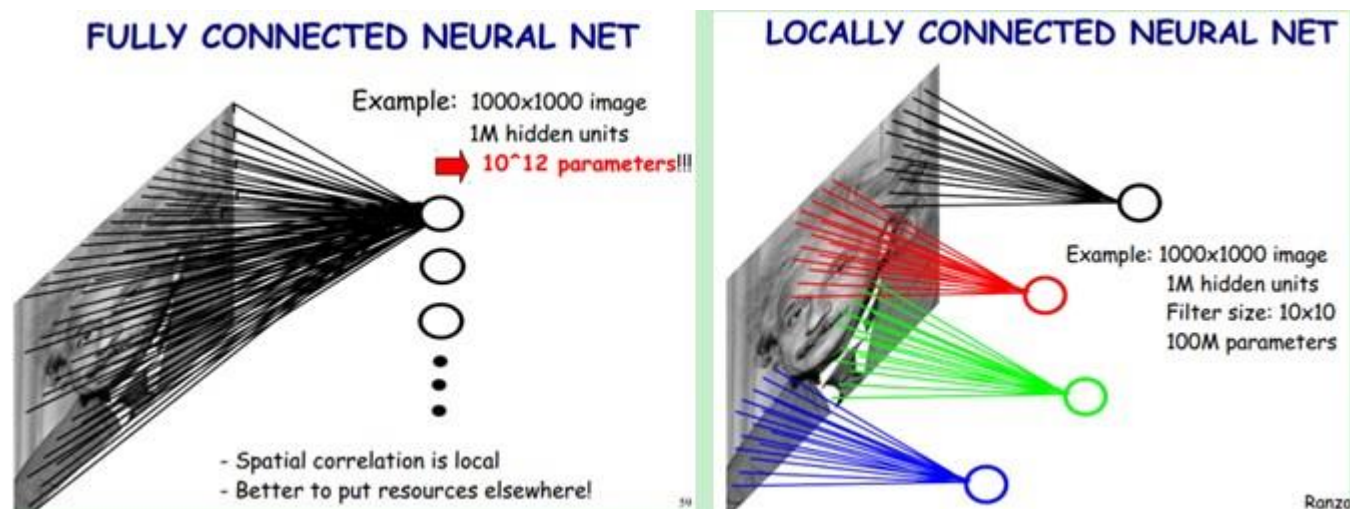 FULLY CONNECTED NEURAL NET
Example: 1000x1000 image
1M hidden units
10^12 parameters!!!
- Spatial correlation is local
- Better to put resources elsewhere!
59
LOCALLY CONNECTED NEURAL NET
Example: 1000x1000 image
1M hidden units
Filter size: 10x10
100M parameters
Ranza